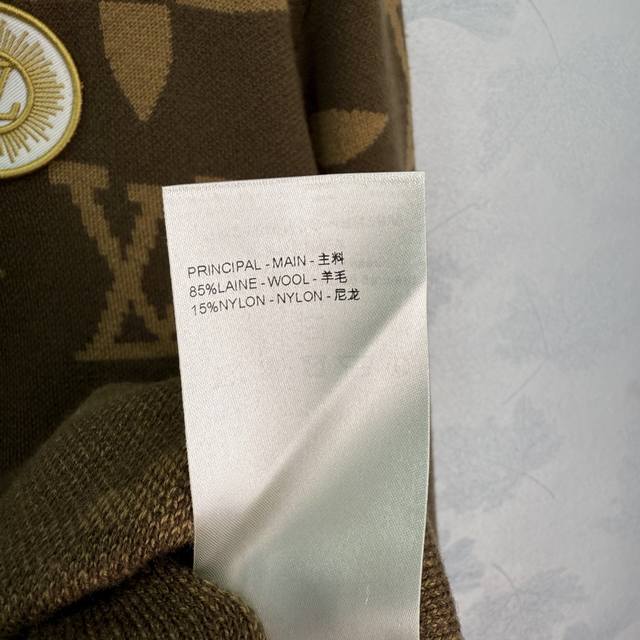 PRINCIPAL - MAIN - 主料
85%LAINE - WOOL - 羊毛
15%NYLON - NYLON - 尼龙